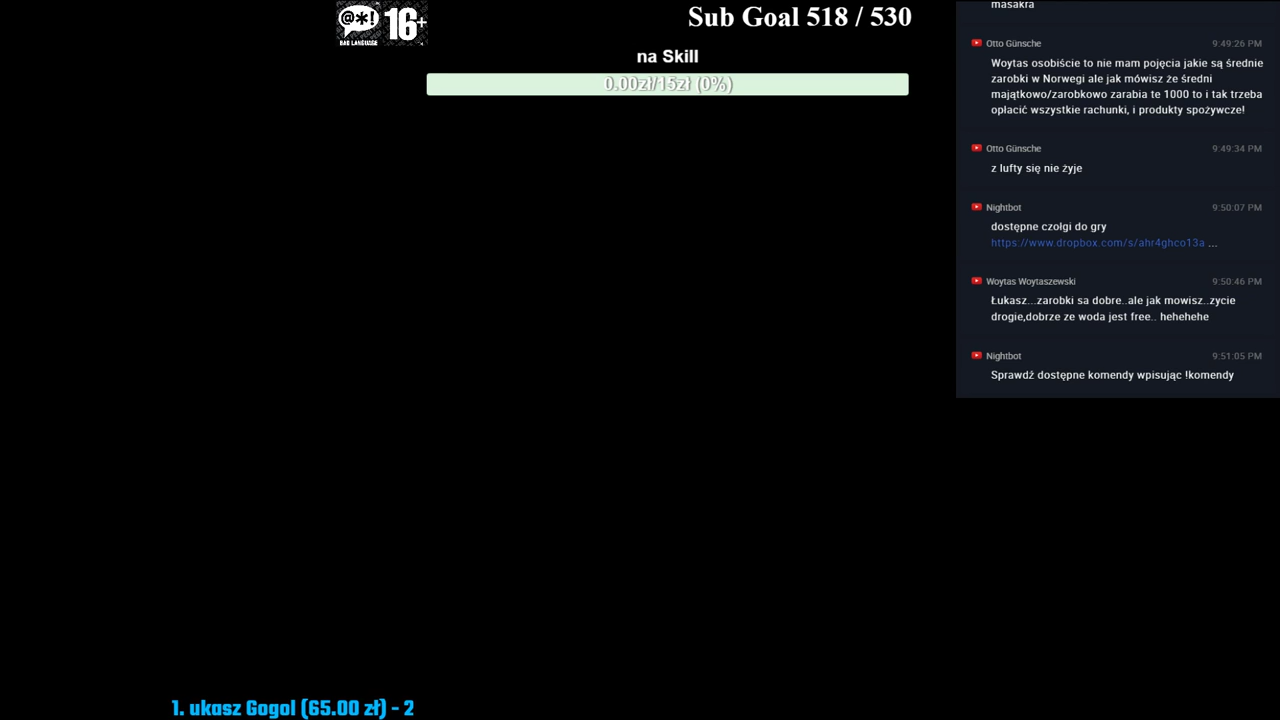 @*!
16+
BAD LANGUAGE
Sub Goal 518 / 530
na Skill
0.00zł/15zł (0%)
masakra
Otto Günsche 9:49:26 PM
Woytas osobiście to nie mam pojęcia jakie są średnie
zarobki w Norwegi ale jak mówisz że średni
majątkowo/zarobkowo zarabia te 1000 to i tak trzeba
opłacić wszystkie rachunki, i produkty spożywcze!
Otto Günsche 9:49:34 PM
z lufty się nie żyje
Nightbot 9:50:07 PM
dostępne czołgi do gry
https://www.dropbox.com/s/ahr4ghco13a ...
Woytas Woytaszewski 9:50:46 PM
Łukasz...zarobki sa dobre..ale jak mowisz..zycie
drogie,dobrze ze woda jest free.. hehehehe
Nightbot 9:51:05 PM
Sprawdź dostępne komendy wpisując !komendy
1. ukasz Gogol (65.00 zł) - 2